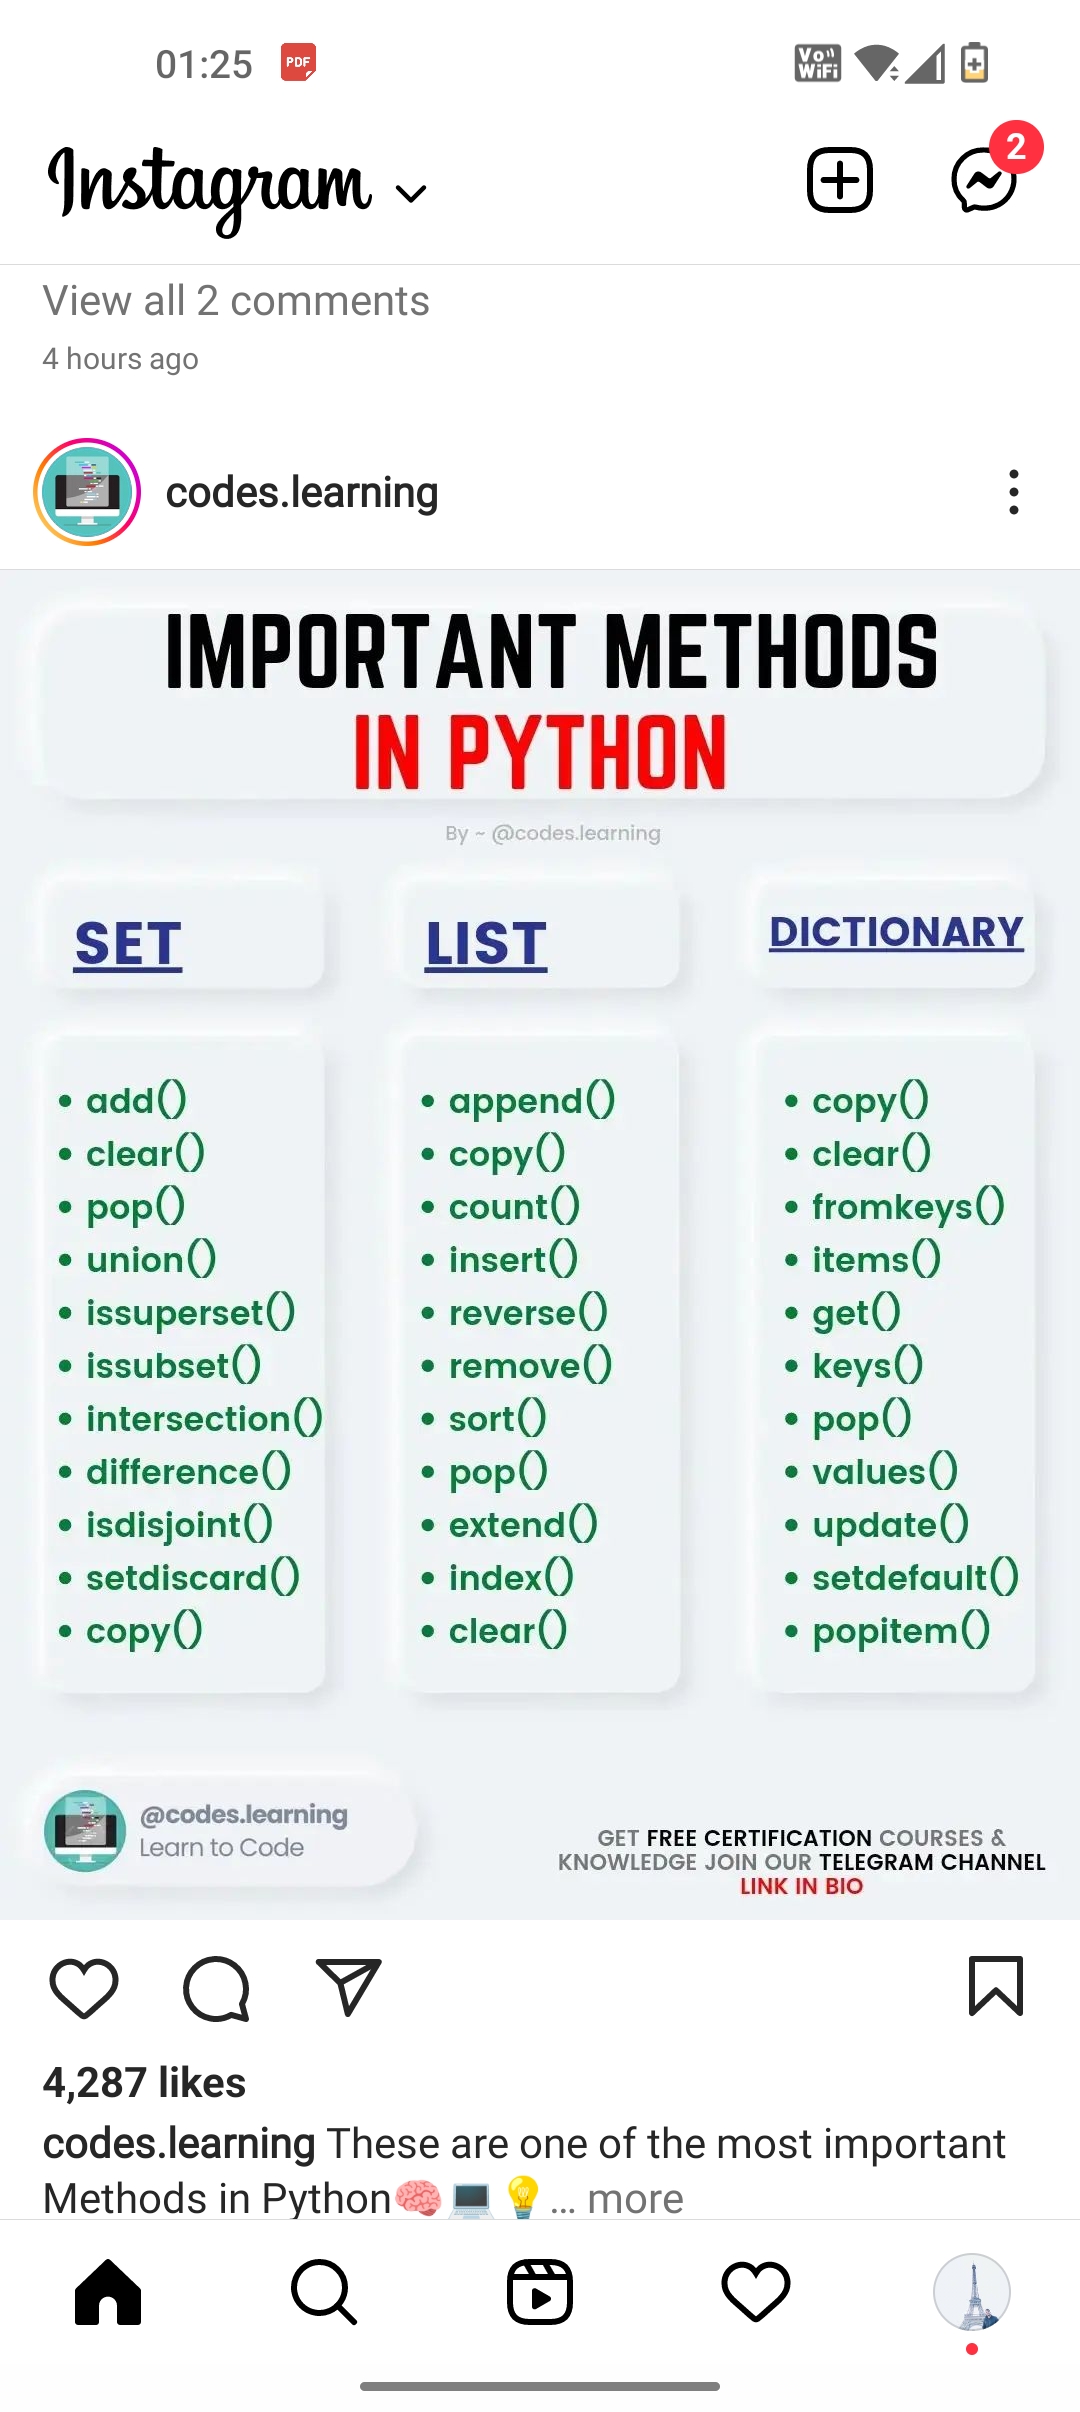 01:25
PDF
Vo
WiFi
Instagram
2
View all 2 comments
4 hours ago
codes.learning
IMPORTANT METHODS
IN PYTHON
By ~ @codes.learning
SET
• add()
• clear()
• pop()
• union()
• issuperset()
• issubset()
• intersection()
• difference()
• isdisjoint()
• setdiscard()
• copy()
LIST
• append()
• copy()
• count()
• insert()
• reverse()
• remove()
• sort()
• pop()
• extend()
• index()
• clear()
DICTIONARY
• copy()
• clear()
• fromkeys()
• items()
• get()
• keys()
• pop()
• values()
• update()
• setdefault()
• popitem()
@codes.learning
Learn to Code
GET FREE CERTIFICATION COURSES &
KNOWLEDGE JOIN OUR TELEGRAM CHANNEL
LINK IN BIO
4,287 likes
codes.learning These are one of the most important
Methods in Python🧠💻💡... more